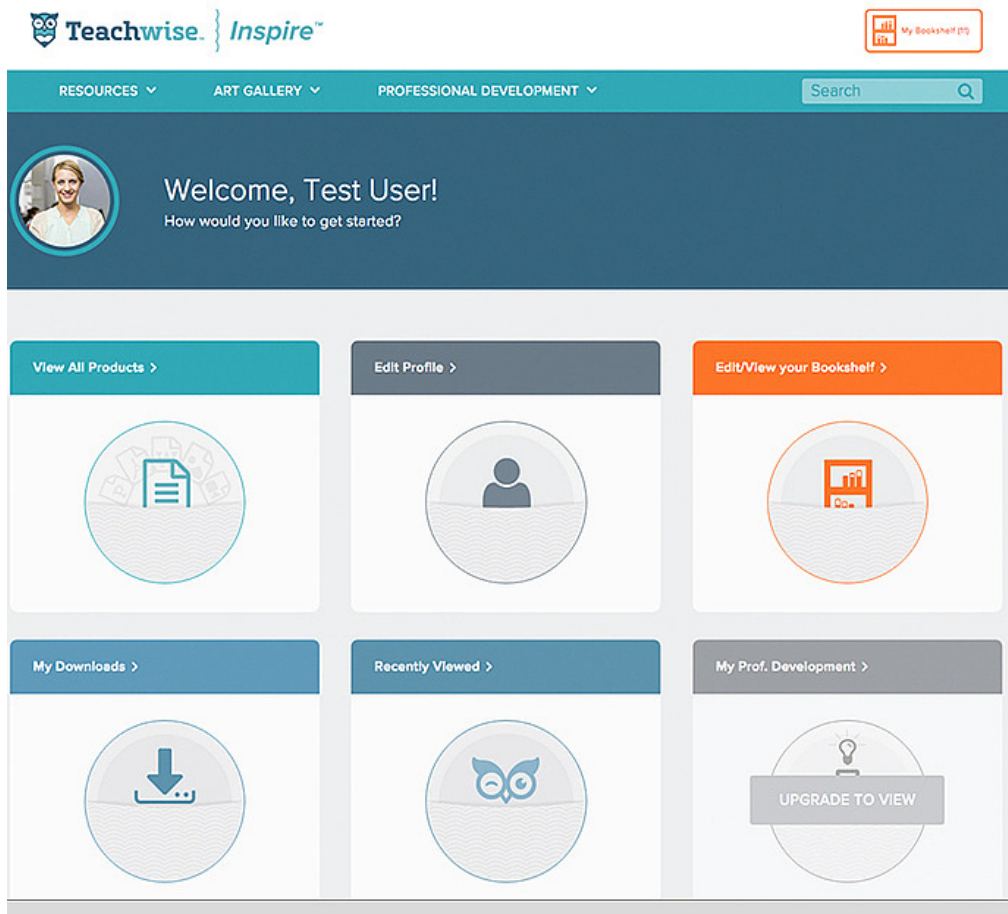 Teachwise™ Inspire™
My Bookshelf (11)
RESOURCES
ART GALLERY
PROFESSIONAL DEVELOPMENT
Search
Welcome, Test User!
How would you like to get started?
View All Products >
Edit Profile >
Edit/View your Bookshelf >
My Downloads >
Recently Viewed >
My Prof. Development >
UPGRADE TO VIEW